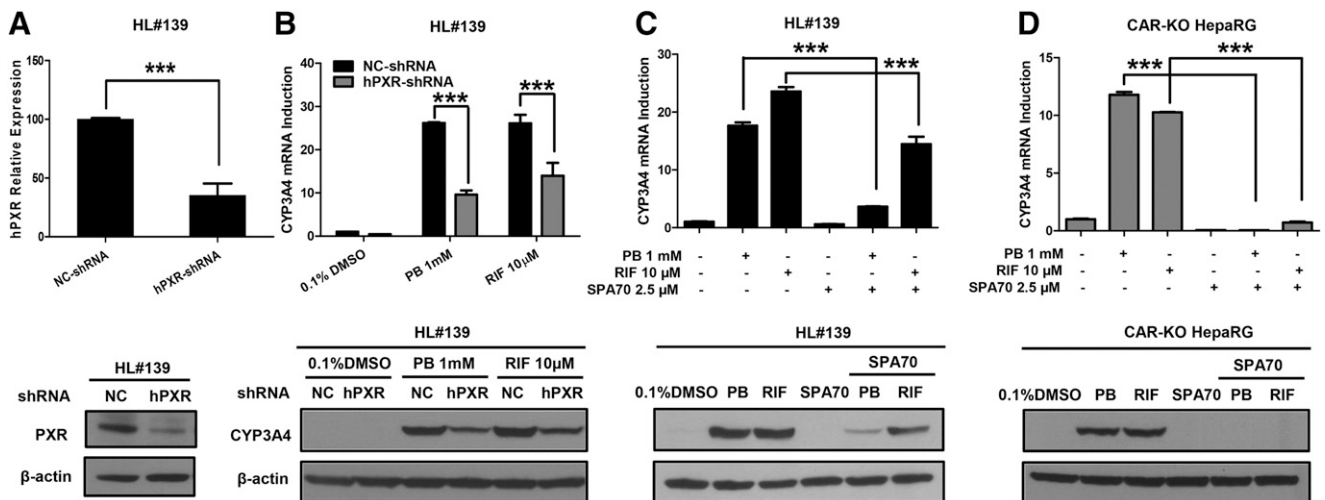 A
HL#139
hPXR Relative Expression
150
100
50
0
***
NC-shRNA
hPXR-shRNA
B
HL#139
NC-shRNA
hPXR-shRNA
CYP3A4 mRNA Induction
40
30
20
10
0
***
***
0.1% DMSO
PB 1mM
RIF 10μM
C
HL#139
CYP3A4 mRNA Induction
30
20
10
0
***
***
PB 1 mM - + - - + -
RIF 10 μM - - + - - +
SPA70 2.5 μM - - - + + +
D
CAR-KO HepaRG
CYP3A4 mRNA Induction
15
10
5
0
***
***
PB 1 mM - + - - + -
RIF 10 μM - - + - - +
SPA70 2.5 μM - - - + + +
HL#139
shRNA NC hPXR
PXR
β-actin
HL#139
0.1%DMSO PB 1mM RIF 10μM
shRNA NC hPXR NC hPXR NC hPXR
CYP3A4
β-actin
HL#139
SPA70
0.1%DMSO PB RIF SPA70 PB RIF
CAR-KO HepaRG
SPA70
0.1%DMSO PB RIF SPA70 PB RIF